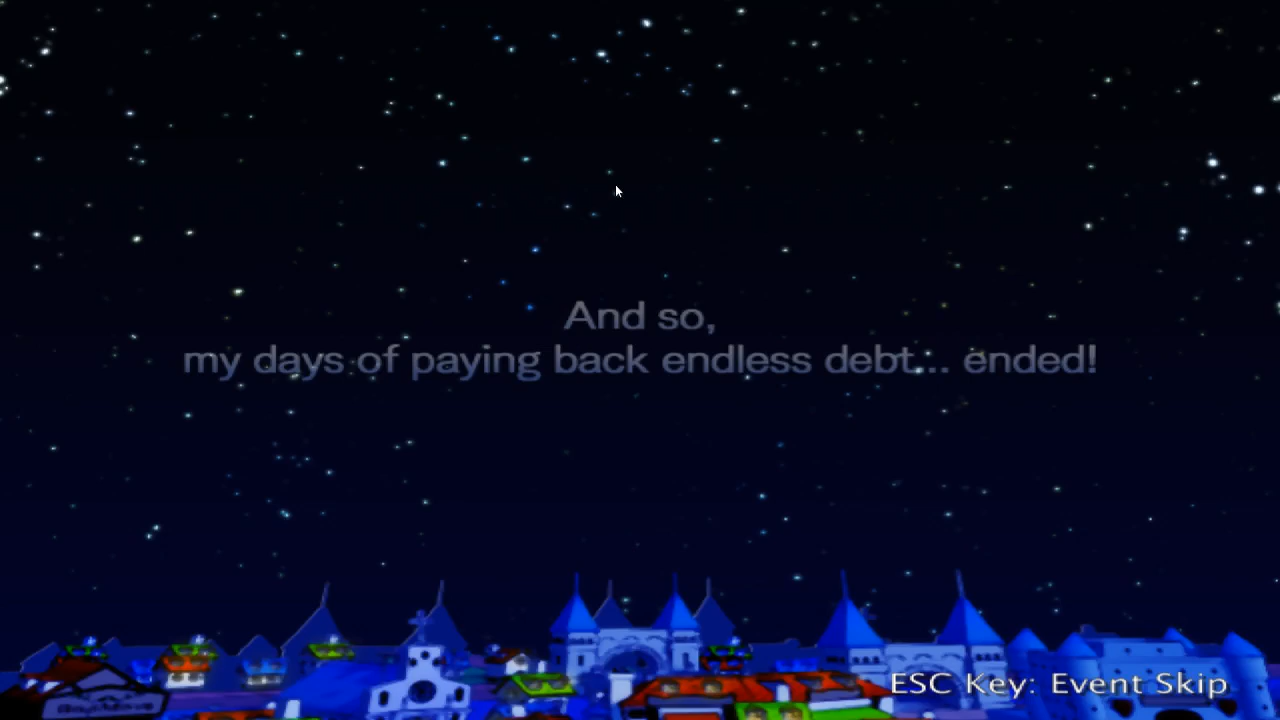 And so,
my days of paying back endless debt... ended!
ESC Key: Event Skip